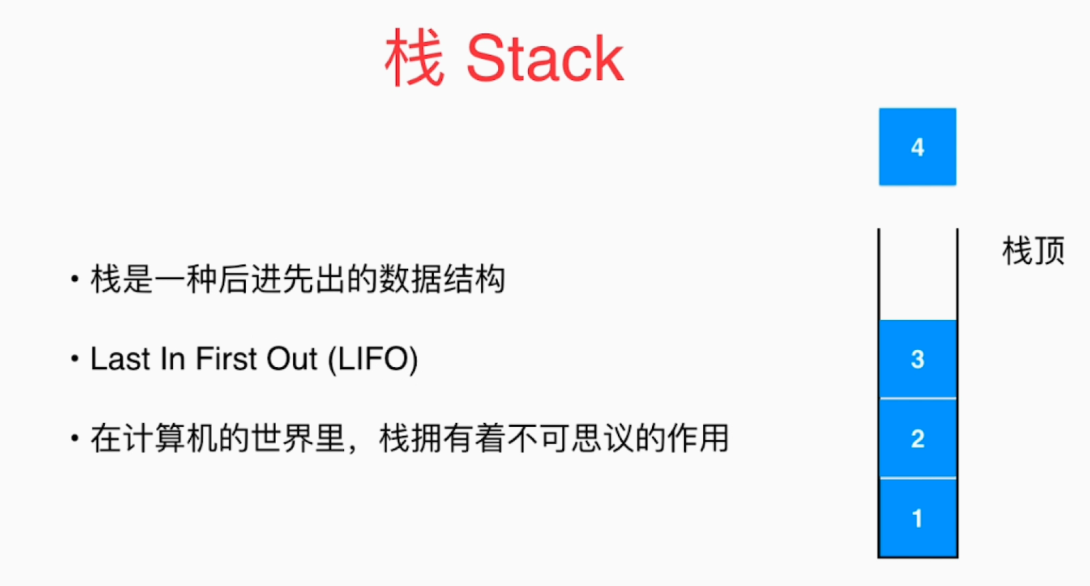 栈 Stack
4
栈顶
• 栈是一种后进先出的数据结构
• Last In First Out (LIFO)
3
• 在计算机的世界里，栈拥有着不可思议的作用
2
1